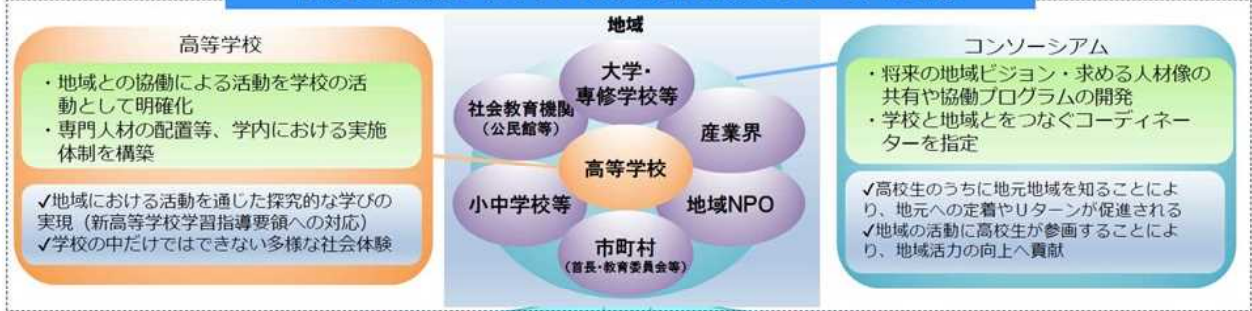 高等学校
・地域との協働による活動を学校の活
動として明確化
・専門人材の配置等、学内における実施
体制を構築
✓地域における活動を通じた探究的な学びの
実現（新高等学校学習指導要領への対応）
✓学校の中だけではできない多様な社会体験
地域
大学・
専修学校等
社会教育機関
（公民館等）
産業界
高等学校
小中学校等
地域NPO
市町村
（首長・教育委員会等）
コンソーシアム
・将来の地域ビジョン・求める人材像の
共有や協働プログラムの開発
・学校と地域とをつなぐコーディネー
ターを指定
✓高校生のうちに地元地域を知ることによ
り、地元への定着やＵターンが促進される
✓地域の活動に高校生が参画することによ
り、地域活力の向上へ貢献